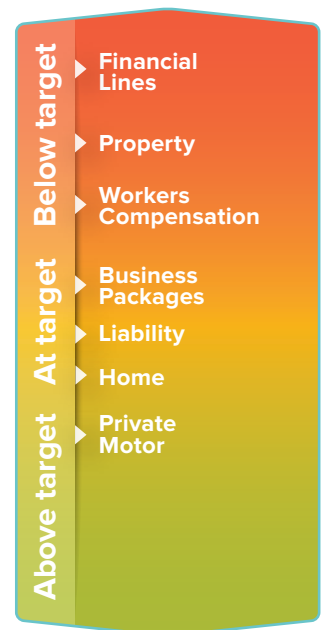 Below target
Financial
Lines
Property
Workers
Compensation
At target
Business
Packages
Liability
Home
Above target
Private
Motor